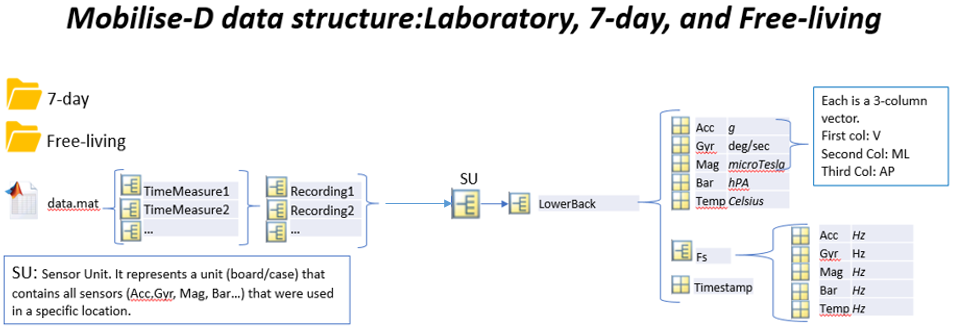 Mobilise-D data structure:Laboratory, 7-day, and Free-living
7-day
Free-living
data.mat
TimeMeasure1
TimeMeasure2
...
Recording1
Recording2
...
SU
LowerBack
Acc g
Gyr deg/sec
Mag microTesla
Bar hPA
Temp Celsius
Each is a 3-column
vector.
First col: V
Second Col: ML
Third Col: AP
Fs
Timestamp
Acc Hz
Gyr Hz
Mag Hz
Bar Hz
Temp Hz
SU: Sensor Unit. It represents a unit (board/case) that
contains all sensors (Acc,Gyr, Mag, Bar...) that were used
in a specific location.